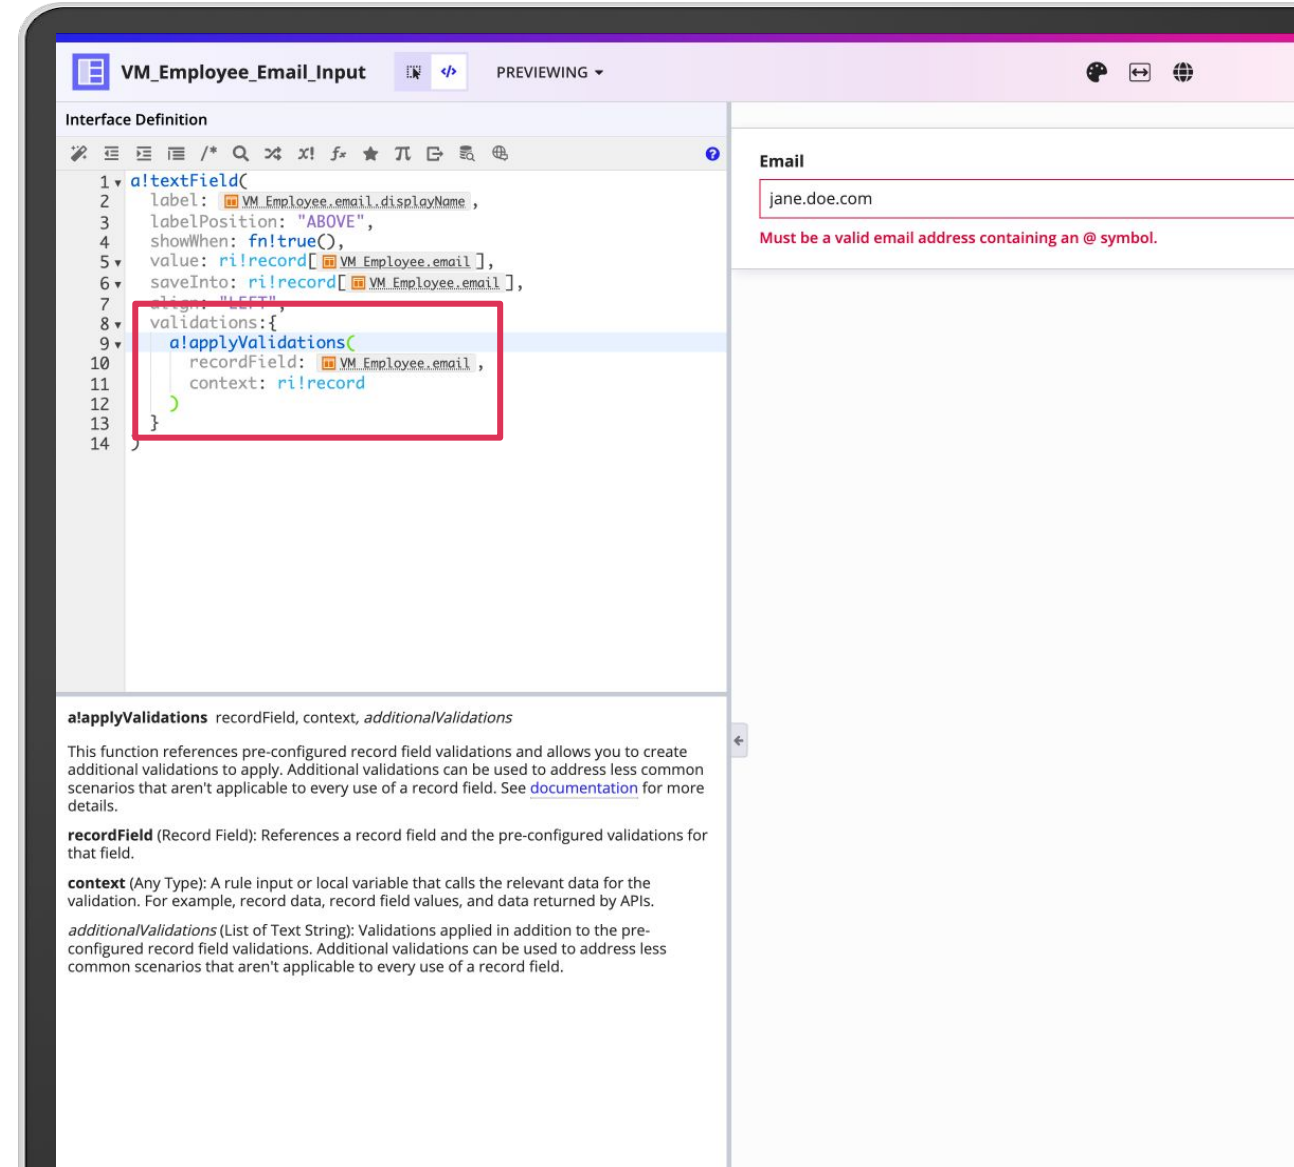 VM_Employee_Email_Input
</>
PREVIEWING
Interface Definition
/*
x!
fx
π
?
1 a!textField(
2 label: VM Employee.email.displayName ,
3 labelPosition: "ABOVE",
4 showWhen: fn!true(),
5 value: ri!record[ VM Employee.email ],
6 saveInto: ri!record[ VM Employee.email ],
7 align: "LEFT",
8 validations:{
9 a!applyValidations(
10 recordField: VM Employee.email ,
11 context: ri!record
12 )
13 }
14 )
a!applyValidations recordField, context, additionalValidations
This function references pre-configured record field validations and allows you to create
additional validations to apply. Additional validations can be used to address less common
scenarios that aren't applicable to every use of a record field. See documentation for more
details.
recordField (Record Field): References a record field and the pre-configured validations for
that field.
context (Any Type): A rule input or local variable that calls the relevant data for the
validation. For example, record data, record field values, and data returned by APIs.
additionalValidations (List of Text String): Validations applied in addition to the pre-
configured record field validations. Additional validations can be used to address less
common scenarios that aren't applicable to every use of a record field.
Email
jane.doe.com
Must be a valid email address containing an @ symbol.